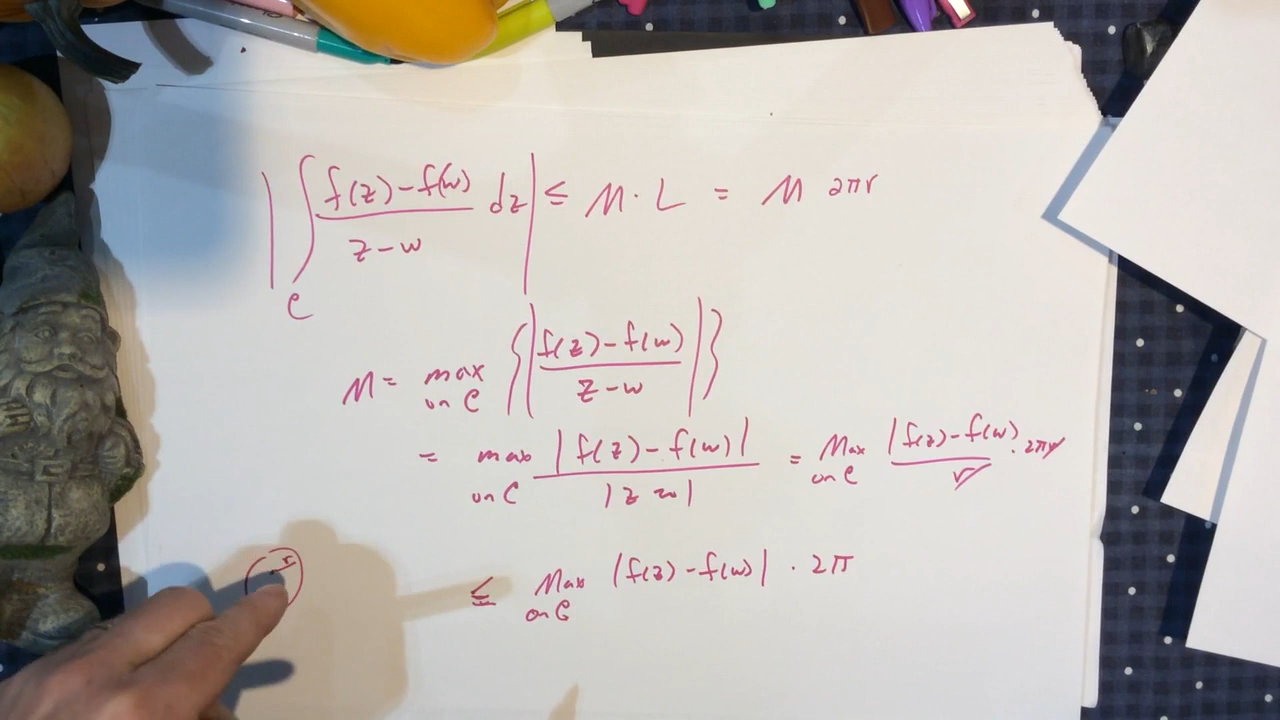 | ∫_C (f(z) − f(w))/(z − w) dz | ≤ M · L = M 2πr
M = max on C { | (f(z) − f(w))/(z − w) | }
= max on C |f(z) − f(w)| / |z − w| = Max on C |f(z) − f(w)| / r · 2πr
r
≤ Max on C |f(z) − f(w)| · 2π